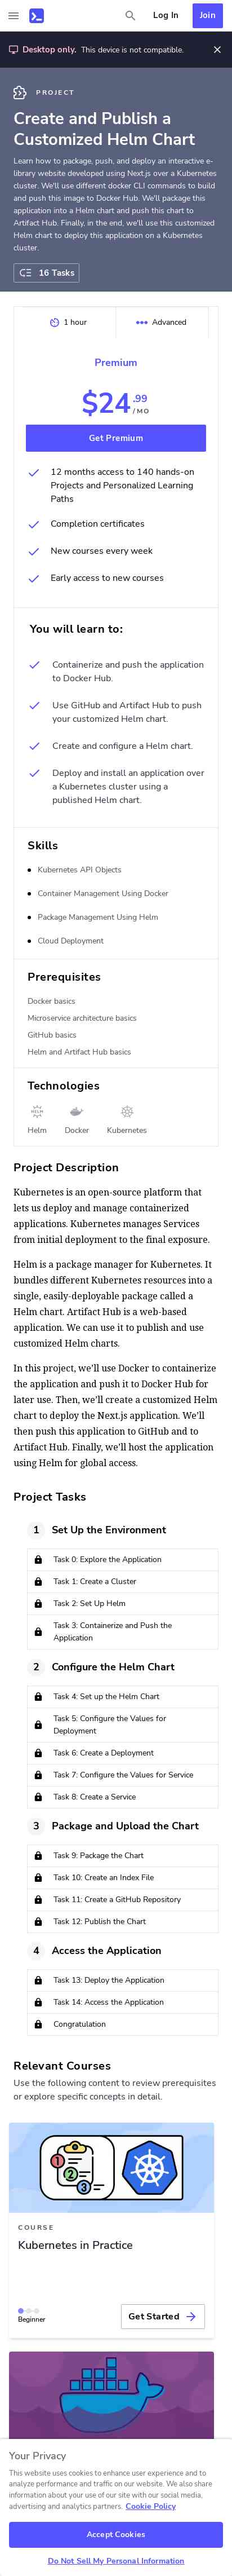 Log In
Join
Desktop only. This device is not compatible.
PROJECT
Create and Publish a
Customized Helm Chart
Learn how to package, push, and deploy an interactive e-
learning website developed using Next.js over a Kubernetes
cluster. We'll use different docker CLI commands to build
and push this image to Docker Hub. We'll package this
application into a Helm chart and push this chart to
Artifact Hub. Finally, in the end, we'll use this customized
Helm chart to deploy this application on a Kubernetes
cluster.
16 Tasks
1 hour
Advanced
Premium
$24.99
/MO
Get Premium
12 months access to 140 hands-on
Projects and Personalized Learning
Paths
Completion certificates
New courses every week
Early access to new courses
You will learn to:
Containerize and push the application
to Docker Hub.
Use GitHub and Artifact Hub to push
your customized Helm chart.
Create and configure a Helm chart.
Deploy and install an application over
a Kubernetes cluster using a
published Helm chart.
Skills
Kubernetes API Objects
Container Management Using Docker
Package Management Using Helm
Cloud Deployment
Prerequisites
Docker basics
Microservice architecture basics
GitHub basics
Helm and Artifact Hub basics
Technologies
HELM
Helm
Docker
Kubernetes
Project Description
Kubernetes is an open-source platform that
lets us deploy and manage containerized
applications. Kubernetes manages Services
from initial deployment to the final exposure.
Helm is a package manager for Kubernetes. It
bundles different Kubernetes resources into a
single, easily-deployable package called a
Helm chart. Artifact Hub is a web-based
application. We can use it to publish and use
customized Helm charts.
In this project, we'll use Docker to containerize
the application and push it to Docker Hub for
later use. Then, we'll create a customized Helm
chart to deploy the Next.js application. We'll
then push this application to GitHub and to
Artifact Hub. Finally, we'll host the application
using Helm for global access.
Project Tasks
1 Set Up the Environment
Task 0: Explore the Application
Task 1: Create a Cluster
Task 2: Set Up Helm
Task 3: Containerize and Push the
Application
2 Configure the Helm Chart
Task 4: Set up the Helm Chart
Task 5: Configure the Values for
Deployment
Task 6: Create a Deployment
Task 7: Configure the Values for Service
Task 8: Create a Service
3 Package and Upload the Chart
Task 9: Package the Chart
Task 10: Create an Index File
Task 11: Create a GitHub Repository
Task 12: Publish the Chart
4 Access the Application
Task 13: Deploy the Application
Task 14: Access the Application
Congratulation
Relevant Courses
Use the following content to review prerequisites
or explore specific concepts in detail.
1
2
3
COURSE
Kubernetes in Practice
Beginner
Get Started
Your Privacy
This website uses cookies to enhance user experience and to
analyze performance and traffic on our website. We also share
information about your use of our site with our social media,
advertising and analytics partners. Cookie Policy
Accept Cookies
Do Not Sell My Personal Information